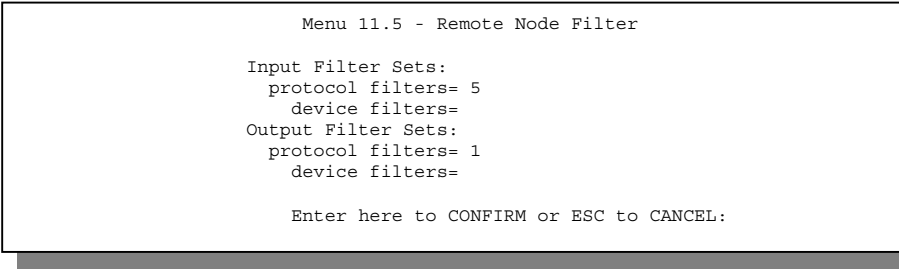 Menu 11.5 - Remote Node Filter
Input Filter Sets:
protocol filters= 5
device filters=
Output Filter Sets:
protocol filters= 1
device filters=
Enter here to CONFIRM or ESC to CANCEL: